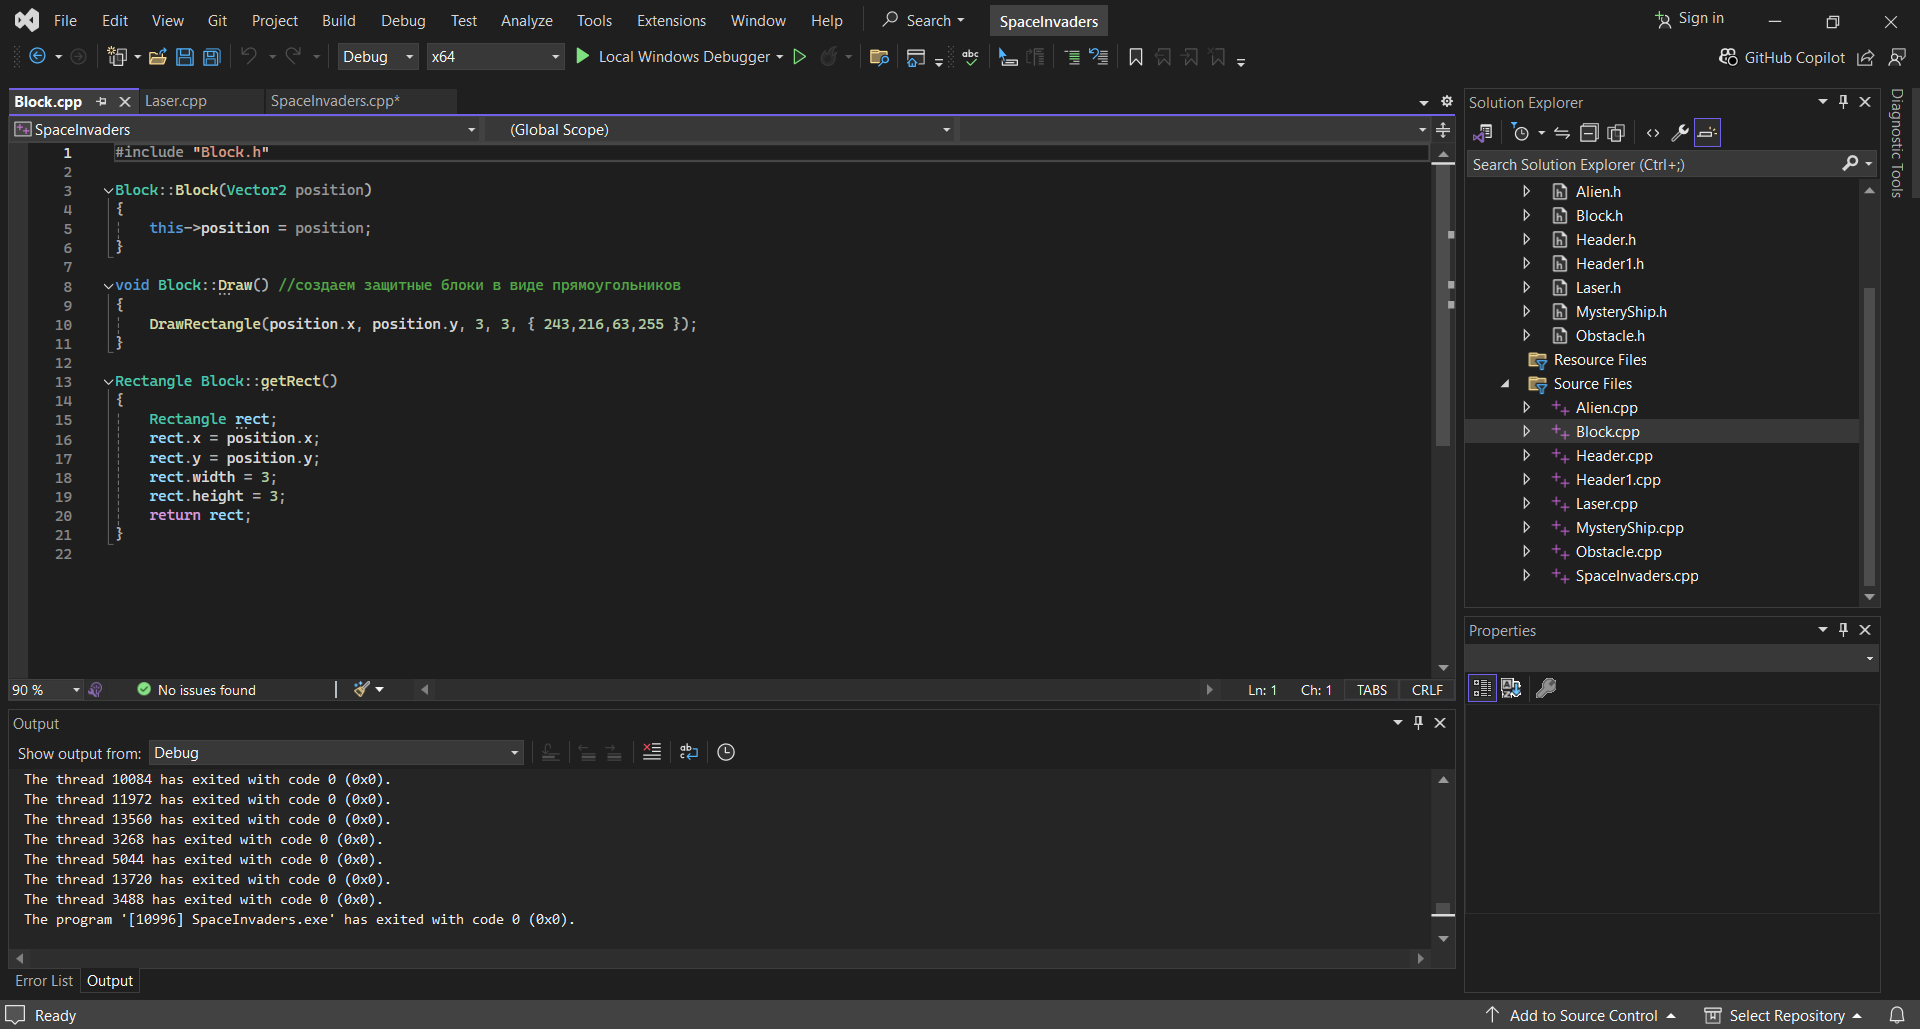 File Edit View Git Project Build Debug Test Analyze Tools Extensions Window Help Search SpaceInvaders Sign in
Debug x64 Local Windows Debugger GitHub Copilot
Block.cpp Laser.cpp SpaceInvaders.cpp*
SpaceInvaders (Global Scope)
1 #include "Block.h"
2
3 Block::Block(Vector2 position)
4 {
5 this->position = position;
6 }
7
8 void Block::Draw() //создаем защитные блоки в виде прямоугольников
9 {
10 DrawRectangle(position.x, position.y, 3, 3, { 243,216,63,255 });
11 }
12
13 Rectangle Block::getRect()
14 {
15 Rectangle rect;
16 rect.x = position.x;
17 rect.y = position.y;
18 rect.width = 3;
19 rect.height = 3;
20 return rect;
21 }
22
90 % No issues found Ln: 1 Ch: 1 TABS CRLF
Output
Show output from: Debug
The thread 10084 has exited with code 0 (0x0).
The thread 11972 has exited with code 0 (0x0).
The thread 13560 has exited with code 0 (0x0).
The thread 3268 has exited with code 0 (0x0).
The thread 5044 has exited with code 0 (0x0).
The thread 13720 has exited with code 0 (0x0).
The thread 3488 has exited with code 0 (0x0).
The program '[10996] SpaceInvaders.exe' has exited with code 0 (0x0).
Error List Output
Solution Explorer
Search Solution Explorer (Ctrl+;)
Alien.h
Block.h
Header.h
Header1.h
Laser.h
MysteryShip.h
Obstacle.h
Resource Files
Source Files
Alien.cpp
Block.cpp
Header.cpp
Header1.cpp
Laser.cpp
MysteryShip.cpp
Obstacle.cpp
SpaceInvaders.cpp
Properties
Diagnostic Tools
Ready Add to Source Control Select Repository